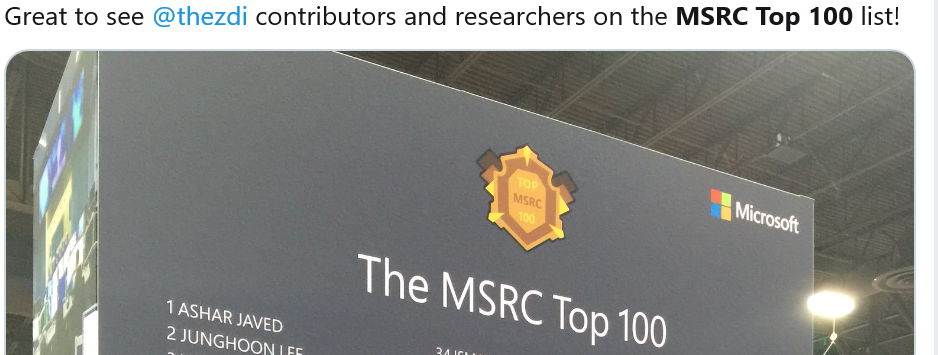 Great to see @thezdi contributors and researchers on the MSRC Top 100 list!
TOP
MSRC
100
Microsoft
The MSRC Top 100
1 ASHAR JAVED
2 JUNGHOON LEE